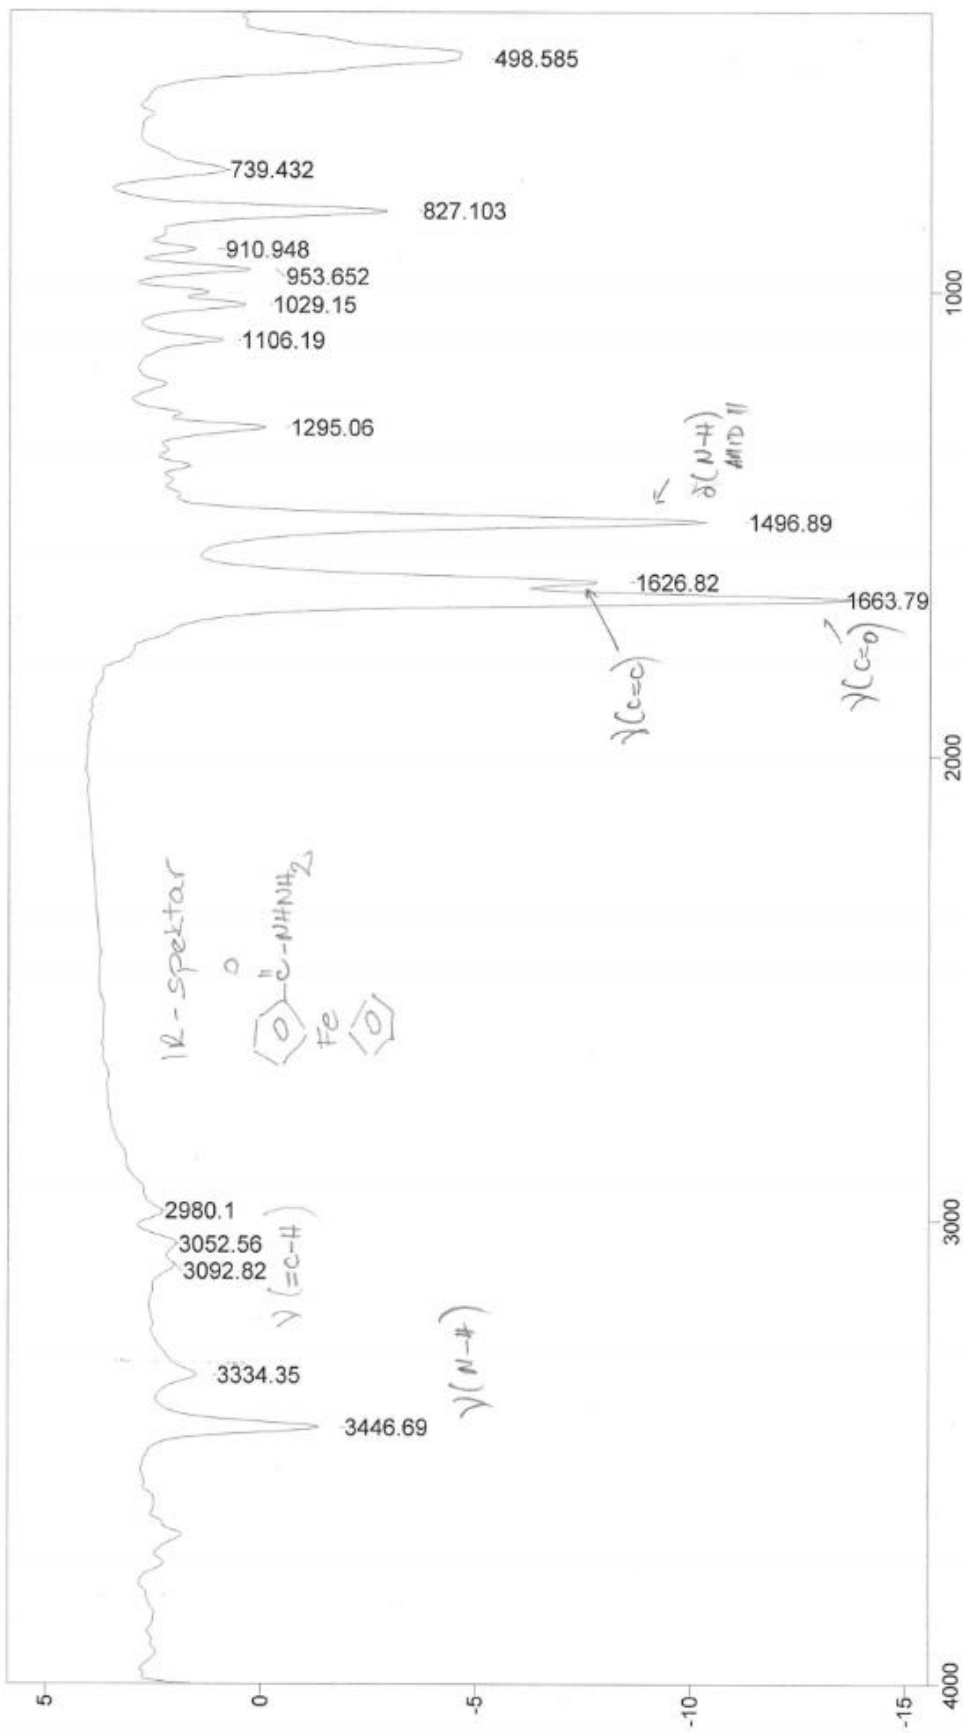 498.585
739.432
827.103
910.948
953.652
1029.15
1106.19
1295.06
1496.89
1626.82
1663.79
2980.1
3052.56
3092.82
3334.35
3446.69
δ(N-H)
AMID II
ν(C=C)
ν(C=O)
IR-spektar
O
"
C-NHNH2
Fe
ν(=C-H)
ν(N-H)
5
0
-5
-10
-15
4000
3000
2000
1000